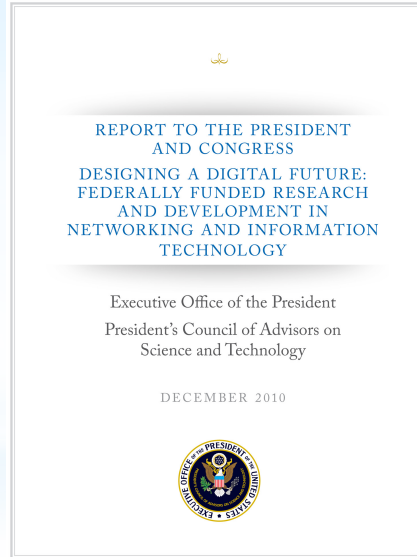 REPORT TO THE PRESIDENT
AND CONGRESS
DESIGNING A DIGITAL FUTURE:
FEDERALLY FUNDED RESEARCH
AND DEVELOPMENT IN
NETWORKING AND INFORMATION
TECHNOLOGY
Executive Office of the President
President's Council of Advisors on
Science and Technology
DECEMBER 2010
EXECUTIVE OFFICE OF THE PRESIDENT OF THE UNITED STATES